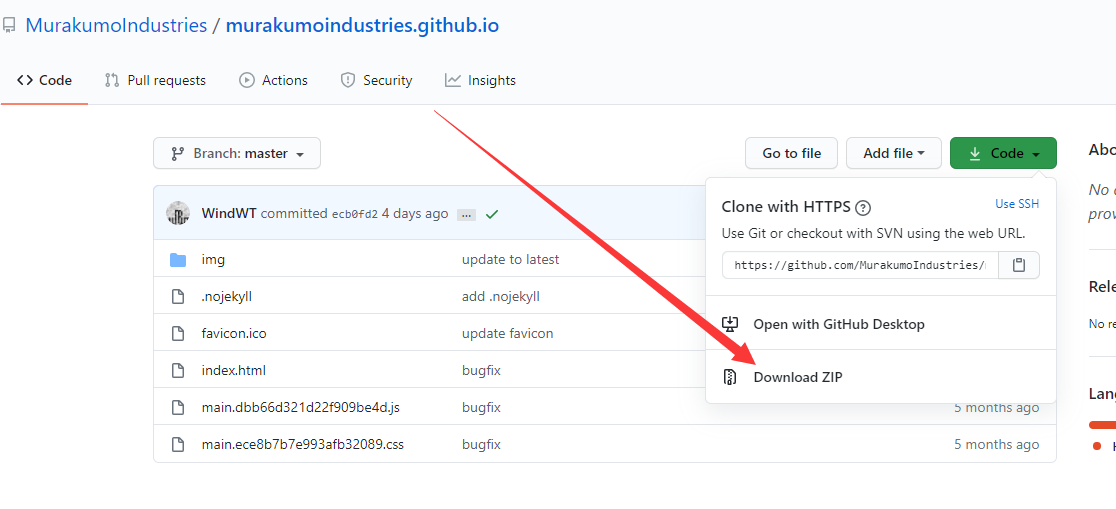 MurakumoIndustries / murakumoindustries.github.io
Code Pull requests Actions Security Insights
Branch: master Go to file Add file Code
WindWT committed ecb0fd2 4 days ago ...
img update to latest
.nojekyll add .nojekyll
favicon.ico update favicon
index.html bugfix
main.dbb66d321d22f909be4d.js bugfix 5 months ago
main.ece8b7b7e993afb32089.css bugfix 5 months ago
Clone with HTTPS ? Use SSH
Use Git or checkout with SVN using the web URL.
https://github.com/MurakumoIndustries/
Open with GitHub Desktop
Download ZIP
Abo
No
prov
Rele
No re
Lang